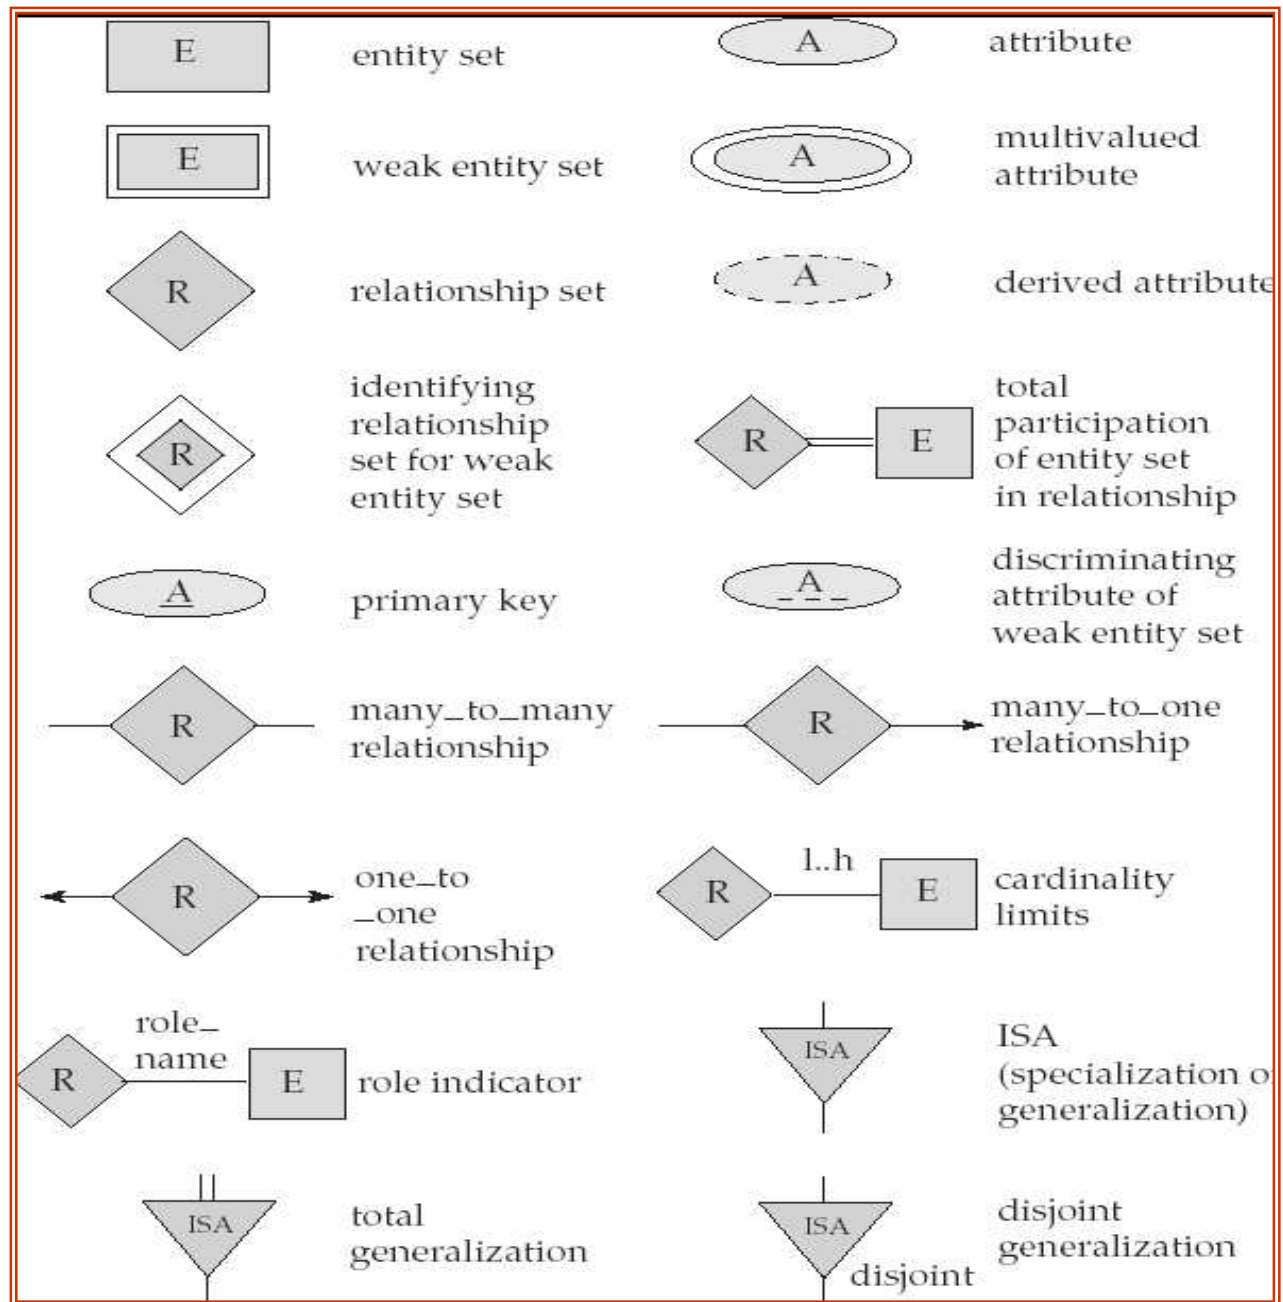 E
entity set
A
attribute
E
weak entity set
A
multivalued
attribute
R
relationship set
A
derived attribute
R
identifying
relationship
set for weak
entity set
R
E
total
participation
of entity set
in relationship
A
primary key
A
discriminating
attribute of
weak entity set
R
many_to_many
relationship
R
many_to_one
relationship
R
one_to
_one
relationship
R
l..h
E
cardinality
limits
R
role_
name
E
role indicator
ISA
ISA
(specialization o
generalization)
ISA
total
generalization
ISA
disjoint
disjoint
generalization